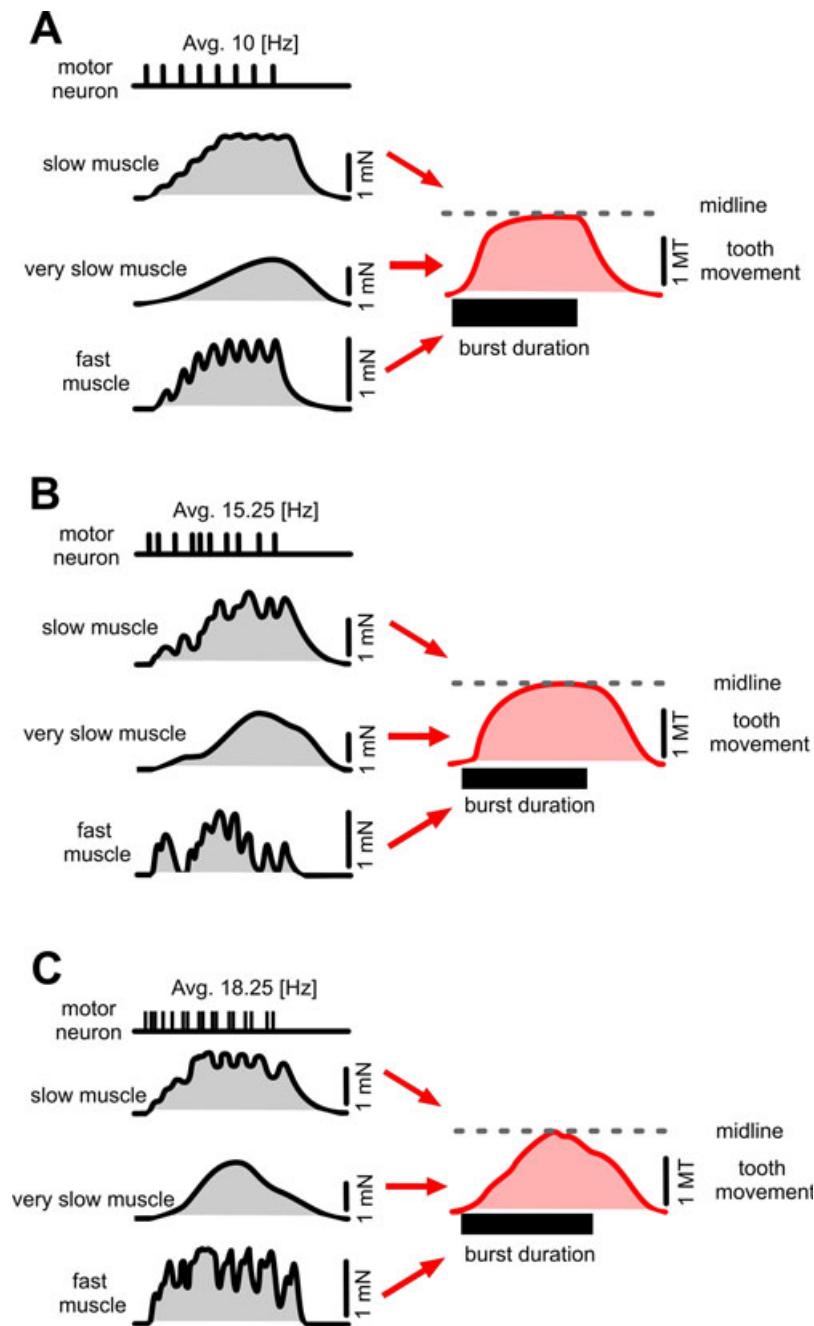 A
Avg. 10 [Hz]
motor
neuron
slow muscle
1 mN
midline
very slow muscle
1 mN
1 MT
tooth
movement
fast
muscle
1 mN
burst duration
B
Avg. 15.25 [Hz]
motor
neuron
slow muscle
1 mN
midline
very slow muscle
1 mN
1 MT
tooth
movement
fast
muscle
1 mN
burst duration
C
Avg. 18.25 [Hz]
motor
neuron
slow muscle
1 mN
midline
very slow muscle
1 mN
1 MT
tooth
movement
fast
muscle
1 mN
burst duration